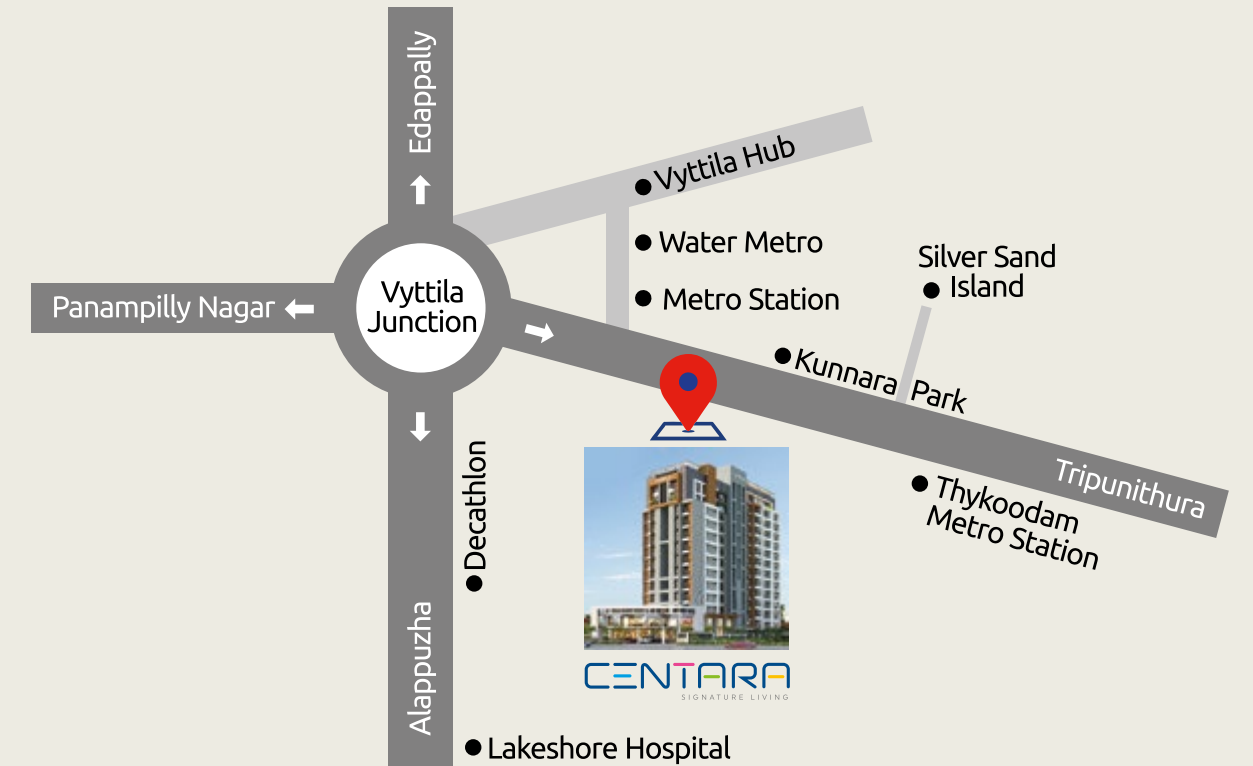 Edappally
Vyttila Hub
Water Metro
Metro Station
Silver Sand
Island
Panampilly Nagar
Vyttila
Junction
Kunnara Park
Tripunithura
Thykoodam
Metro Station
Decathlon
Alappuzha
CENTARA
SIGNATURE LIVING
Lakeshore Hospital